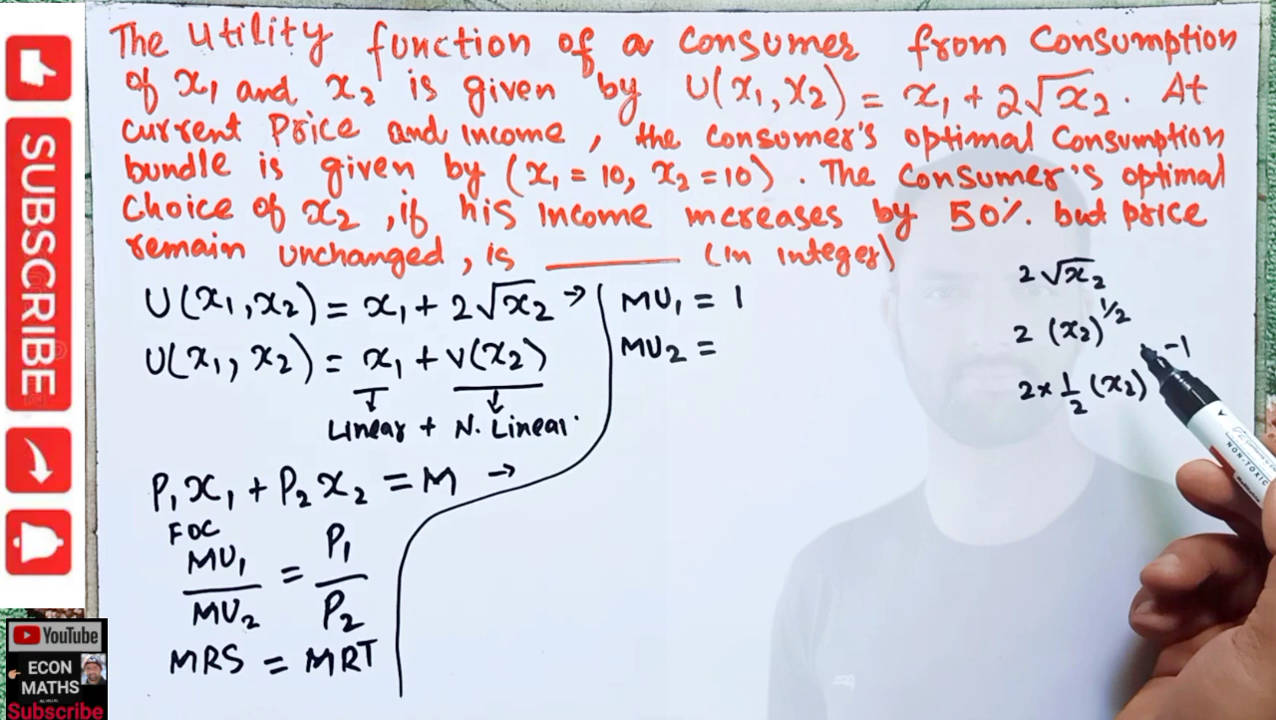 The Utility function of a consumer from consumption
of x₁ and x₂ is given by U(x₁,x₂) = x₁ + 2√x₂. At
current Price and income, the consumer's optimal consumption
bundle is given by (x₁ = 10, x₂ = 10). The consumer's optimal
choice of x₂, if his income increases by 50%. but price
remain unchanged, is ______ (in integer)
U(x₁,x₂) = x₁ + 2√x₂ →
U(x₁, x₂) = x₁ + v(x₂)
Linear + N. Linear.
P₁x₁ + P₂x₂ = M →
FOC
MU₁/MU₂ = P₁/P₂
MRS = MRT
MU₁ = 1
MU₂ =
2√x₂
2 (x₂)^1/2
2×1/2 (x₂) -1
NON-TOXIC
SUBSCRIBE
YouTube
ECON
MATHS
Subscribe